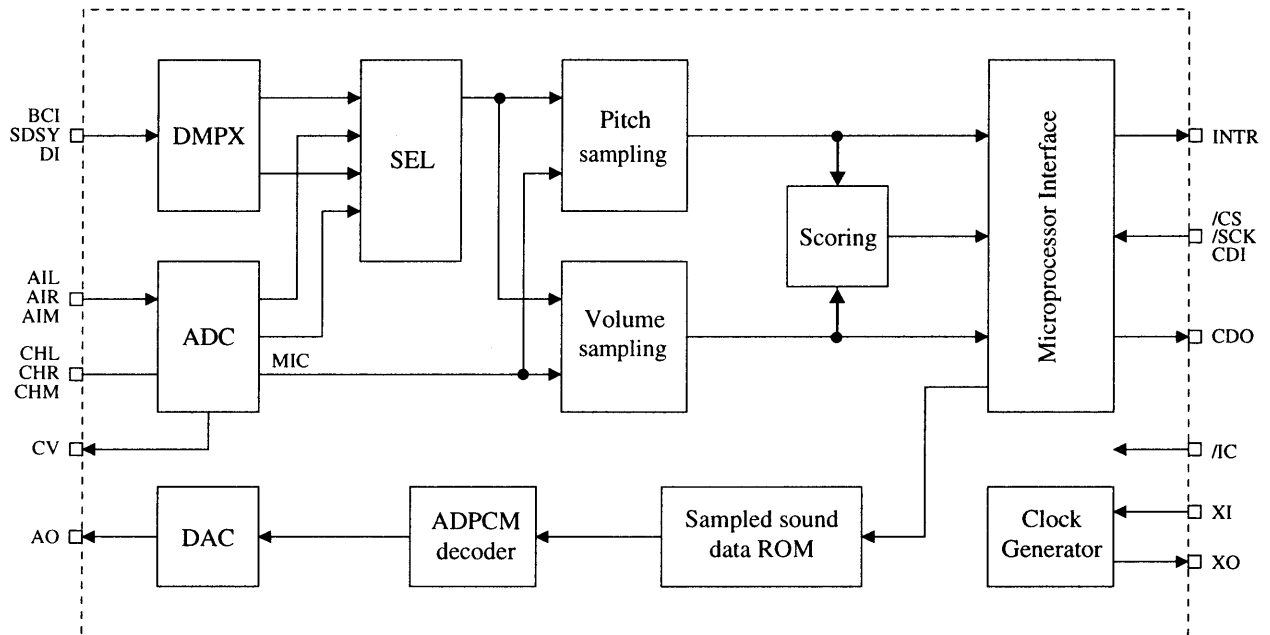 BCI
SDSY
DI
DMPX
SEL
Pitch
sampling
Microprocessor Interface
INTR
Scoring
/CS
/SCK
CDI
AIL
AIR
AIM
ADC
Volume
sampling
CDO
CHL
CHR
CHM
MIC
CV
/IC
AO
DAC
ADPCM
decoder
Sampled sound
data ROM
Clock
Generator
XI
XO